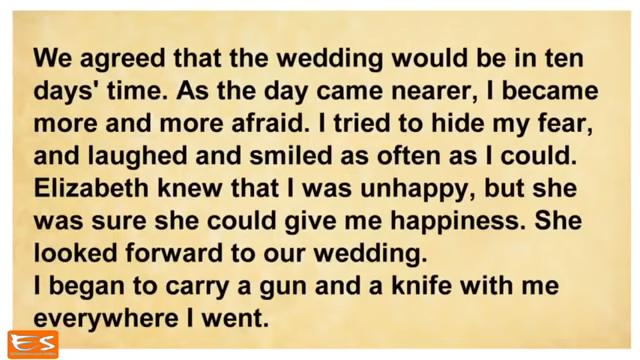 We agreed that the wedding would be in ten
days' time. As the day came nearer, I became
more and more afraid. I tried to hide my fear,
and laughed and smiled as often as I could.
Elizabeth knew that I was unhappy, but she
was sure she could give me happiness. She
looked forward to our wedding.
I began to carry a gun and a knife with me
everywhere I went.
ES